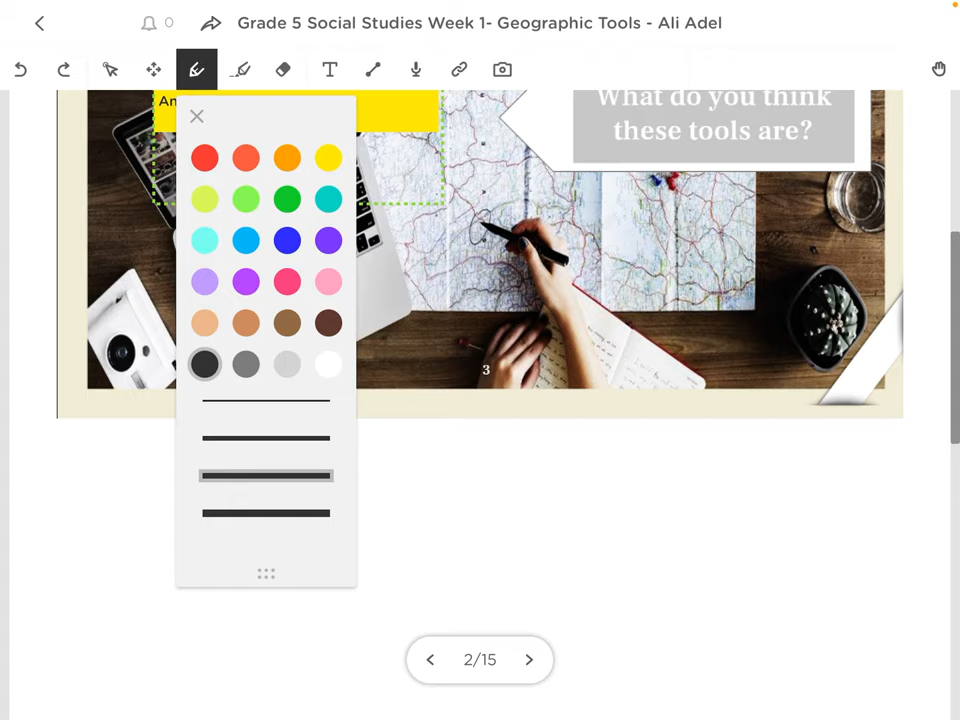 0
Grade 5 Social Studies Week 1- Geographic Tools - Ali Adel
T
An
What do you think
these tools are?
3
2/15